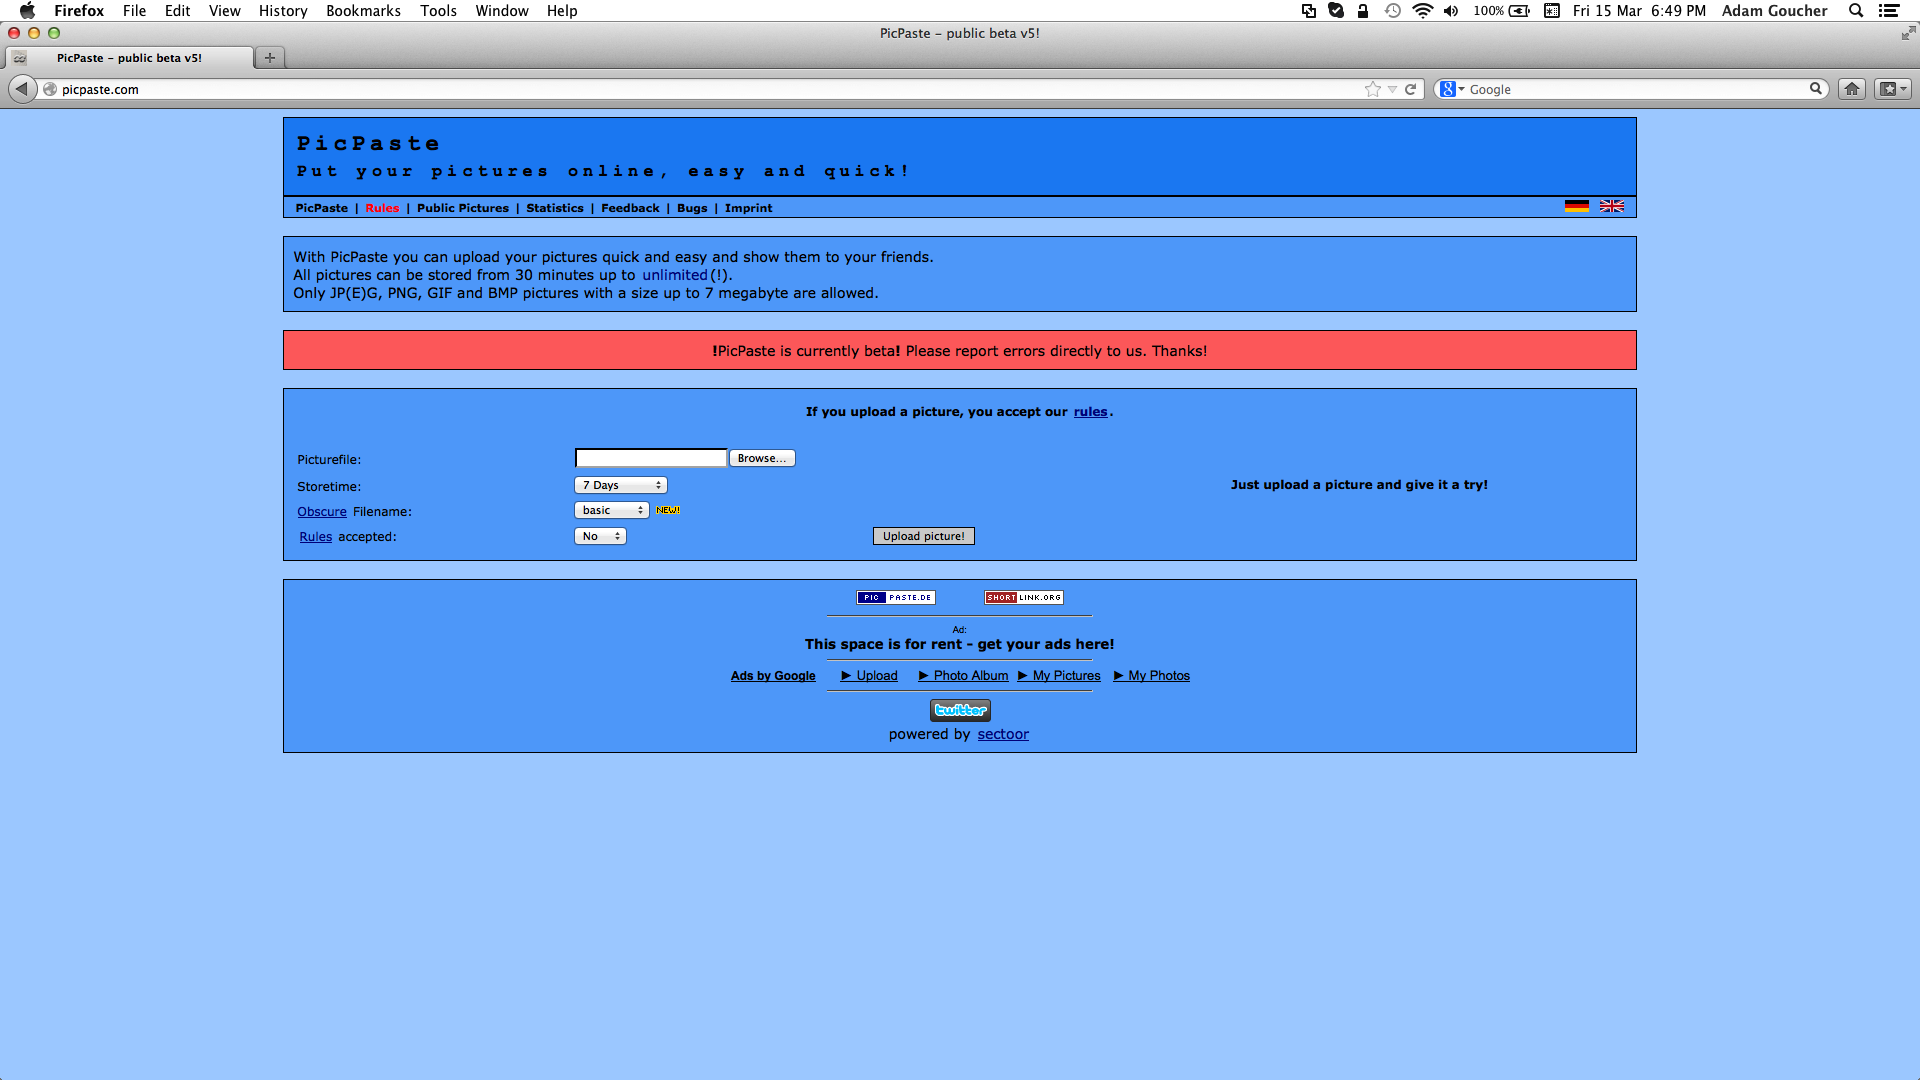 Firefox File Edit View History Bookmarks Tools Window Help 100% Fri 15 Mar 6:49 PM Adam Goucher
PicPaste - public beta v5!
PicPaste - public beta v5!
picpaste.com Google
PicPaste
Put your pictures online, easy and quick!
PicPaste | Rules | Public Pictures | Statistics | Feedback | Bugs | Imprint
With PicPaste you can upload your pictures quick and easy and show them to your friends.
All pictures can be stored from 30 minutes up to unlimited(!).
Only JP(E)G, PNG, GIF and BMP pictures with a size up to 7 megabyte are allowed.
!PicPaste is currently beta! Please report errors directly to us. Thanks!
If you upload a picture, you accept our rules.
Picturefile: Browse...
Storetime: 7 Days Just upload a picture and give it a try!
Obscure Filename: basic NEW!
Rules accepted: No Upload picture!
PIC PASTE.DE SHORT LINK.ORG
Ad:
This space is for rent - get your ads here!
Ads by Google ► Upload ► Photo Album ► My Pictures ► My Photos
twitter
powered by sectoor